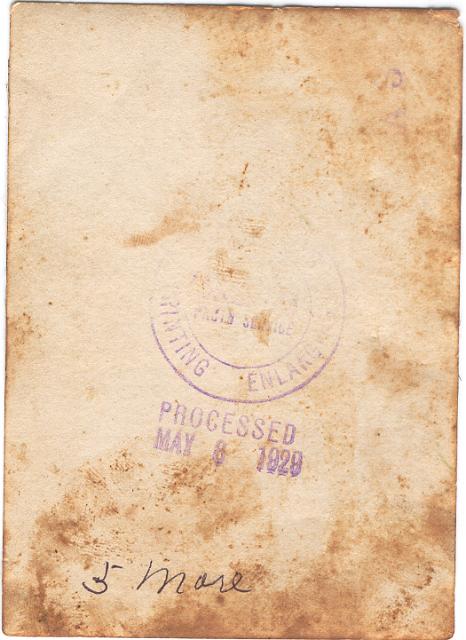 P
PHOTO SERVICE
PRINTING ENLARGING
PROCESSED
MAY 6 1929
5 More